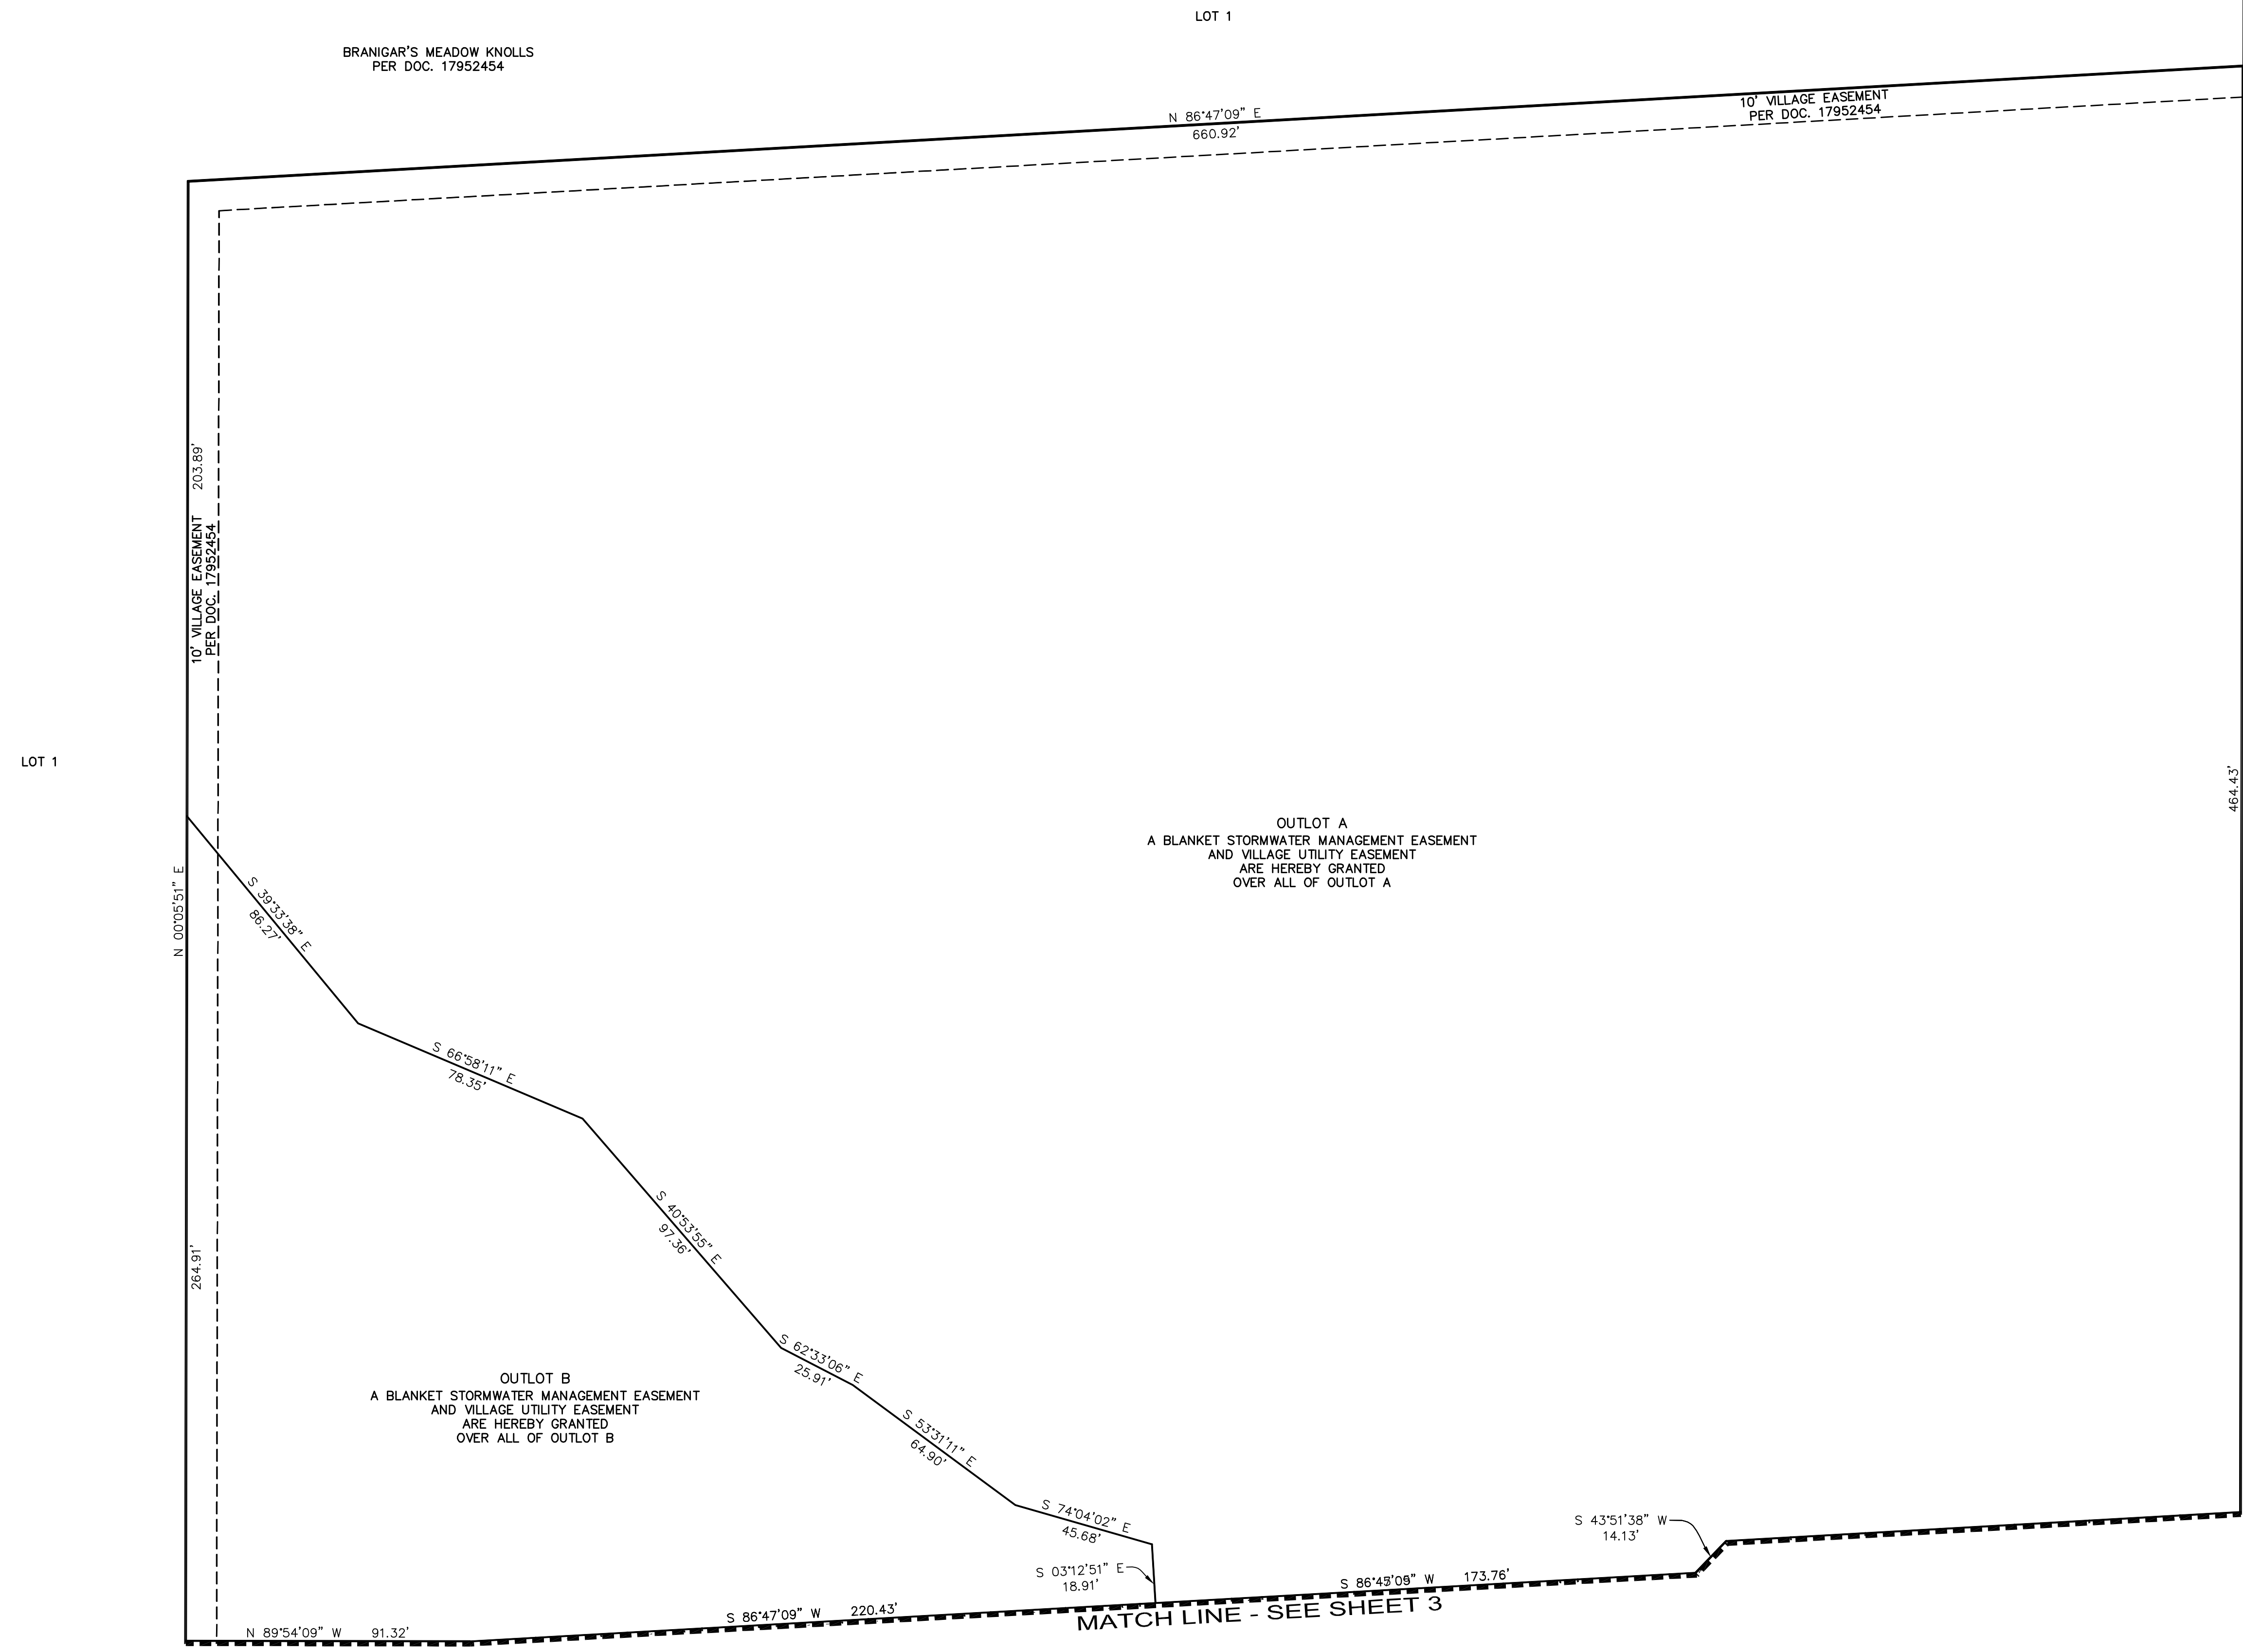 LOT 1
BRANIGAR'S MEADOW KNOLLS
PER DOC. 17952454
N 86°47'09" E
660.92'
10' VILLAGE EASEMENT
PER DOC. 17952454
203.89'
10' VILLAGE EASEMENT
PER DOC. 17952454
LOT 1
464.43'
OUTLOT A
A BLANKET STORMWATER MANAGEMENT EASEMENT
AND VILLAGE UTILITY EASEMENT
ARE HEREBY GRANTED
OVER ALL OF OUTLOT A
N 00°05'51" E
S 39°33'38" E
86.27'
S 66°58'11" E
78.35'
S 40°53'55" E
97.36'
264.91'
S 62°33'06" E
25.91'
OUTLOT B
A BLANKET STORMWATER MANAGEMENT EASEMENT
AND VILLAGE UTILITY EASEMENT
ARE HEREBY GRANTED
OVER ALL OF OUTLOT B
S 53°31'11" E
64.90'
S 74°04'02" E
45.68'
S 43°51'38" W
14.13'
S 03°12'51" E
18.91'
S 86°47'09" W 173.76'
S 86°47'09" W 220.43'
MATCH LINE - SEE SHEET 3
N 89°54'09" W 91.32'